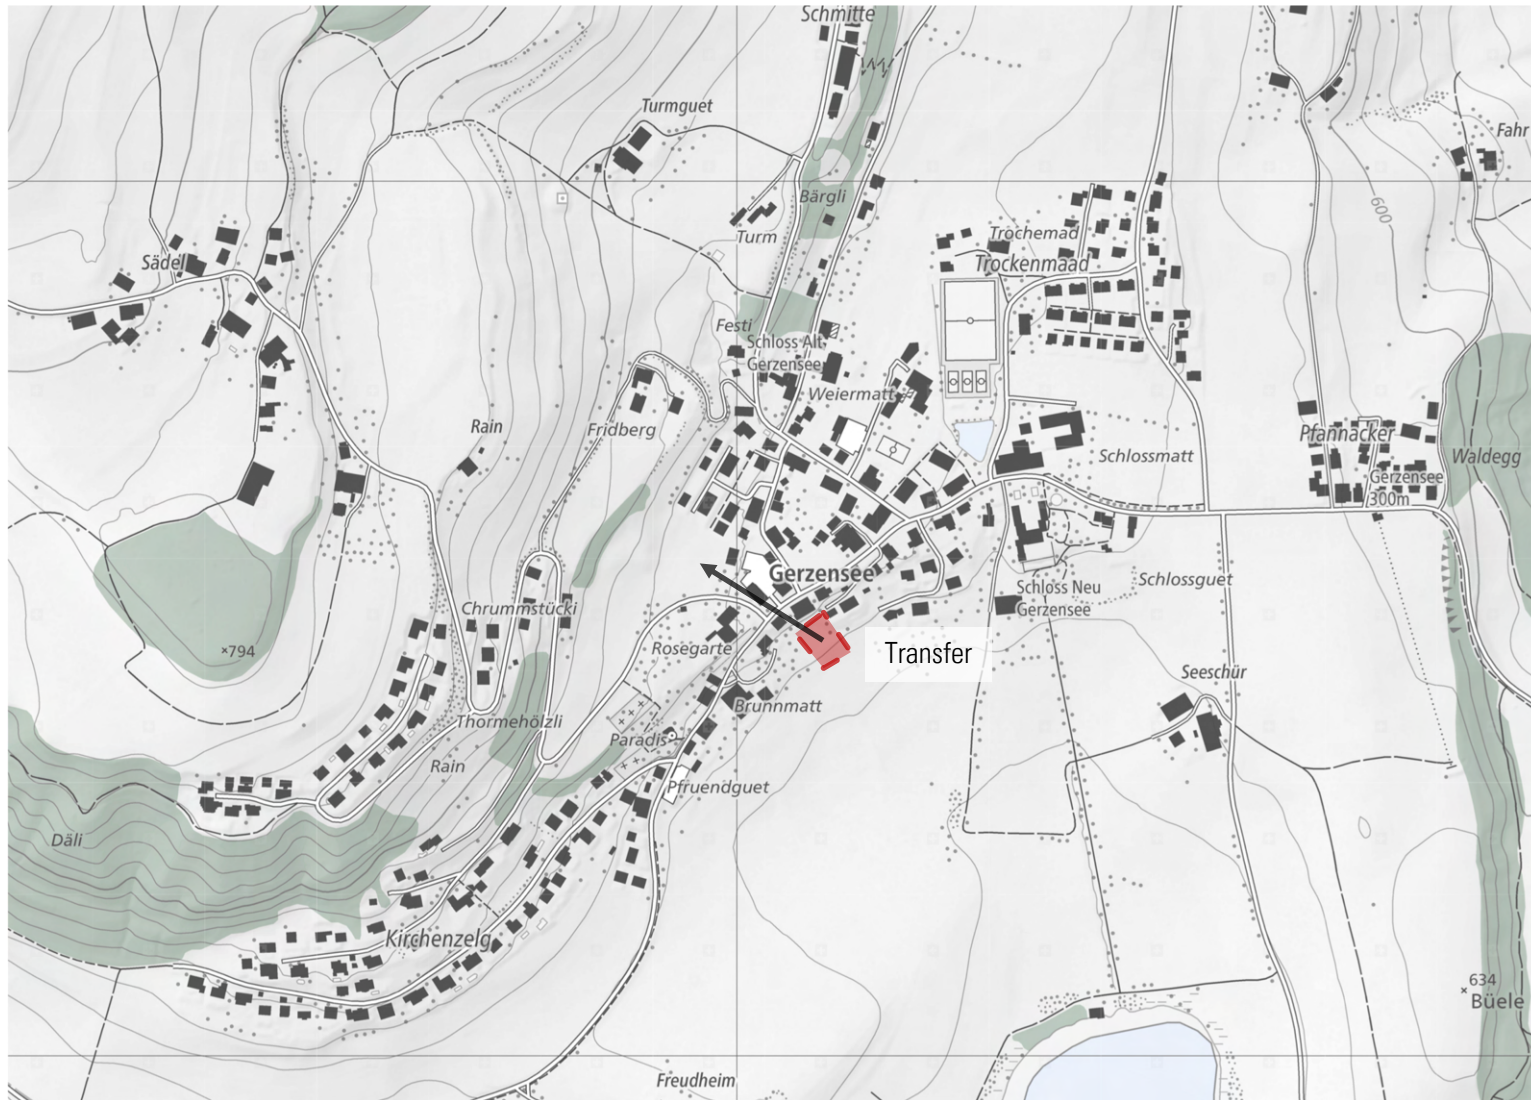 Schmitte
Turmguet
Fahr
Bärgli
600
Turm
Trochemad
Trockenmaad
Sädel
Festi
Schloss Alt
Gerzensee
Weiermatt
Rain
Fridberg
Pfannacker
Schlossmatt
Waldegg
Gerzensee
300m
Gerzensee
Schlossguet
Schloss Neu
Gerzensee
Chrummstücki
794
Rosegarte
Transfer
Seeschür
Brunnmatt
Thormehölzli
Paradis
Rain
Pfruendguet
Däli
Kirchenzelg
634
Büele
Freudheim